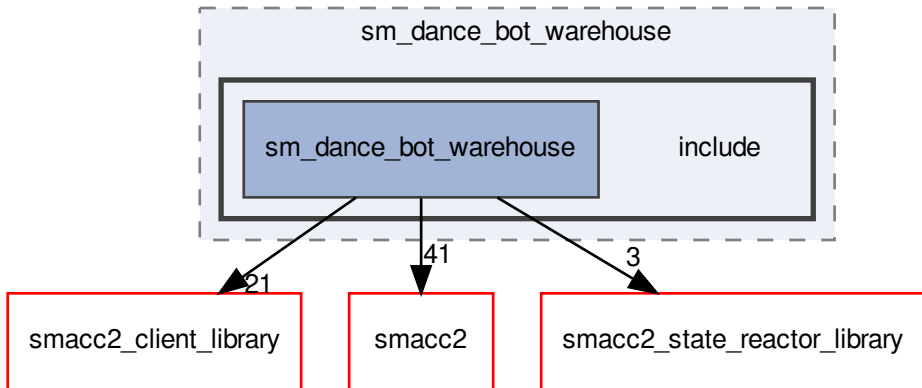 sm_dance_bot_warehouse
sm_dance_bot_warehouse
include
21
41
3
smacc2_client_library
smacc2
smacc2_state_reactor_library